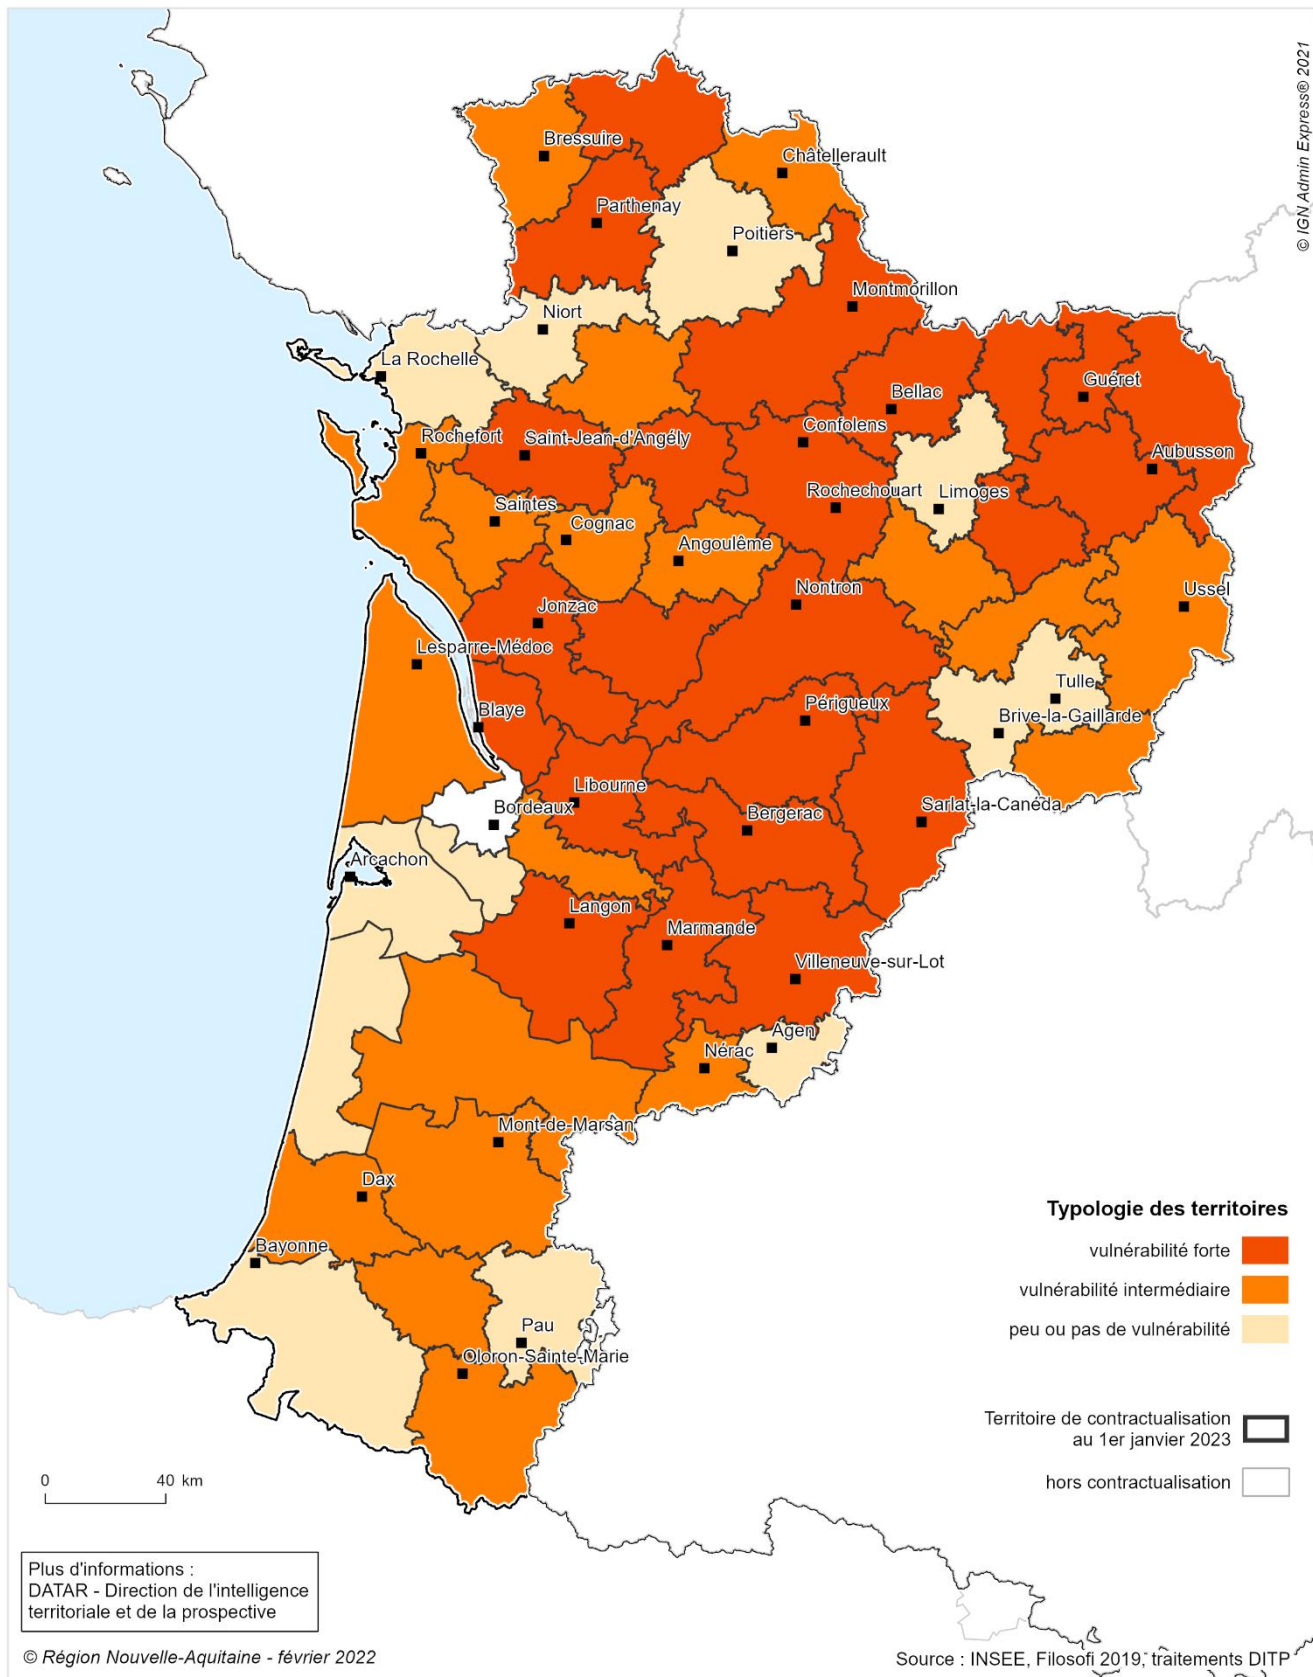 © IGN Admin Express® 2021
Bressuire
Châtellerault
Parthenay
Poitiers
Montmorillon
Niort
La Rochelle
Guéret
Bellac
Rochefort
Saint-Jean-d'Angély
Confolens
Aubusson
Rochechouart
Limoges
Saintes
Cognac
Angoulême
Nontron
Ussel
Jonzac
Lesparre-Médoc
Tulle
Périgueux
Blaye
Brive-la-Gaillarde
Libourne
Bordeaux
Bergerac
Sarlat-la-Canéda
Arcachon
Langon
Marmande
Villeneuve-sur-Lot
Agen
Nérac
Mont-de-Marsan
Dax
Bayonne
Pau
Oloron-Sainte-Marie
Typologie des territoires
vulnérabilité forte
vulnérabilité intermédiaire
peu ou pas de vulnérabilité
Territoire de contractualisation
au 1er janvier 2023
hors contractualisation
0 40 km
Plus d'informations :
DATAR - Direction de l'intelligence
territoriale et de la prospective
© Région Nouvelle-Aquitaine - février 2022
Source : INSEE, Filosofi 2019, traitements DITP